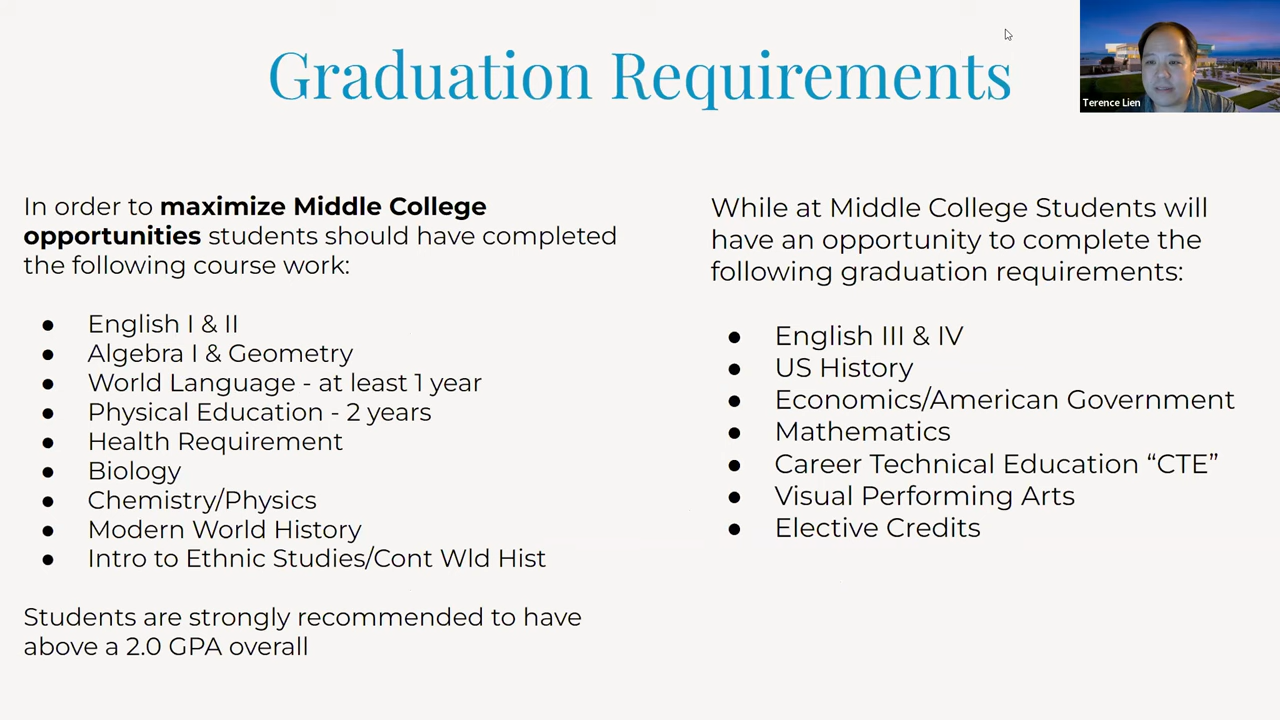 Graduation Requirements
Terence Lien
In order to maximize Middle College
opportunities students should have completed
the following course work:
● English I & II
● Algebra I & Geometry
● World Language - at least 1 year
● Physical Education - 2 years
● Health Requirement
● Biology
● Chemistry/Physics
● Modern World History
● Intro to Ethnic Studies/Cont Wld Hist
Students are strongly recommended to have
above a 2.0 GPA overall
While at Middle College Students will
have an opportunity to complete the
following graduation requirements:
● English III & IV
● US History
● Economics/American Government
● Mathematics
● Career Technical Education “CTE”
● Visual Performing Arts
● Elective Credits